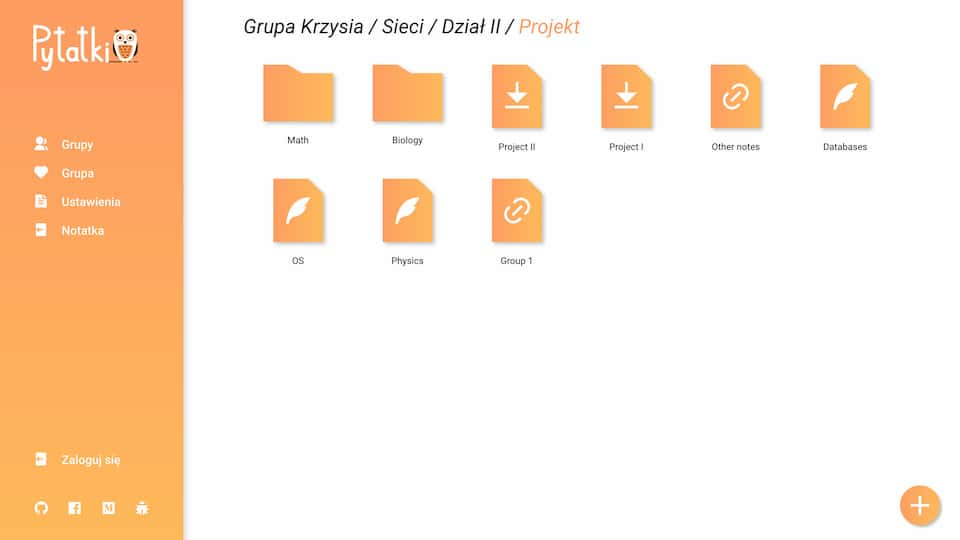 Pytatki
Grupa Krzysia / Sieci / Dział II / Projekt
Grupy
Grupa
Ustawienia
Notatka
Zaloguj się
Math
Biology
Project II
Project I
Other notes
Databases
OS
Physics
Group 1